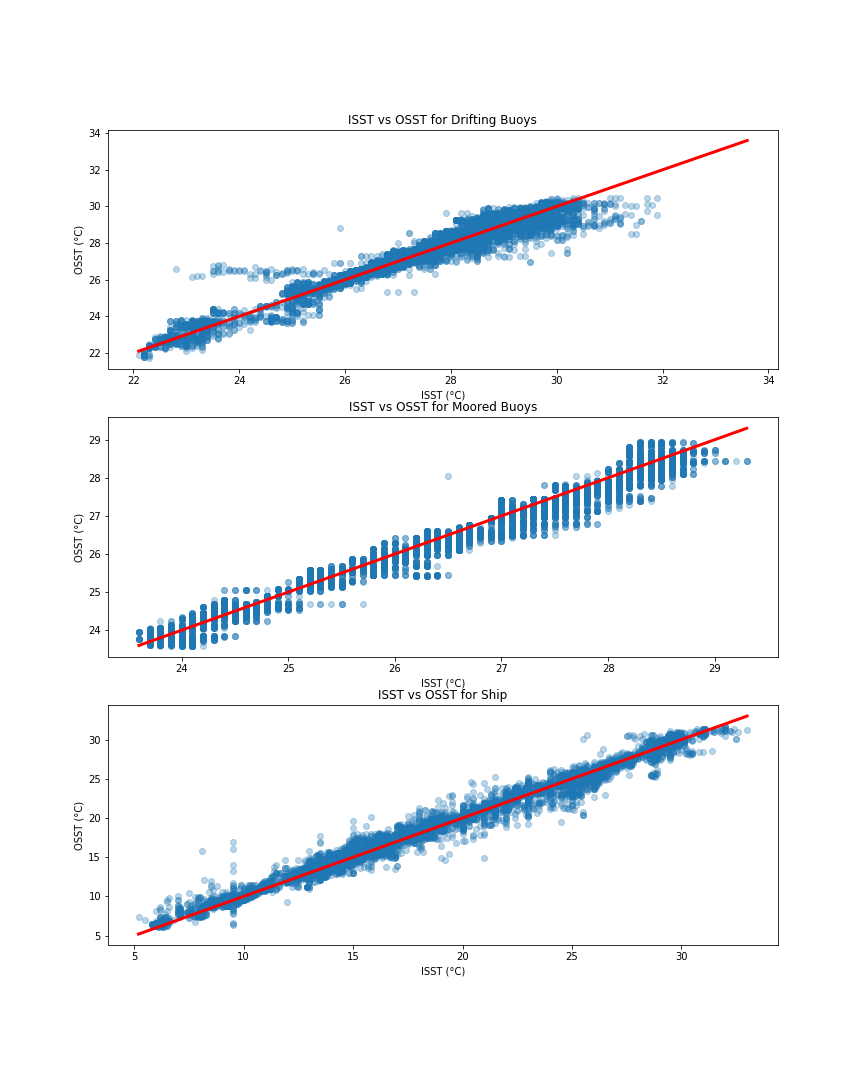 ISST vs OSST for Drifting Buoys
34
32
30
28
26
24
22
OSST (°C)
22 24 26 28 30 32 34
ISST (°C)
ISST vs OSST for Moored Buoys
29
28
27
26
25
24
OSST (°C)
24 25 26 27 28 29
ISST (°C)
ISST vs OSST for Ship
30
25
20
15
10
5
OSST (°C)
5 10 15 20 25 30
ISST (°C)